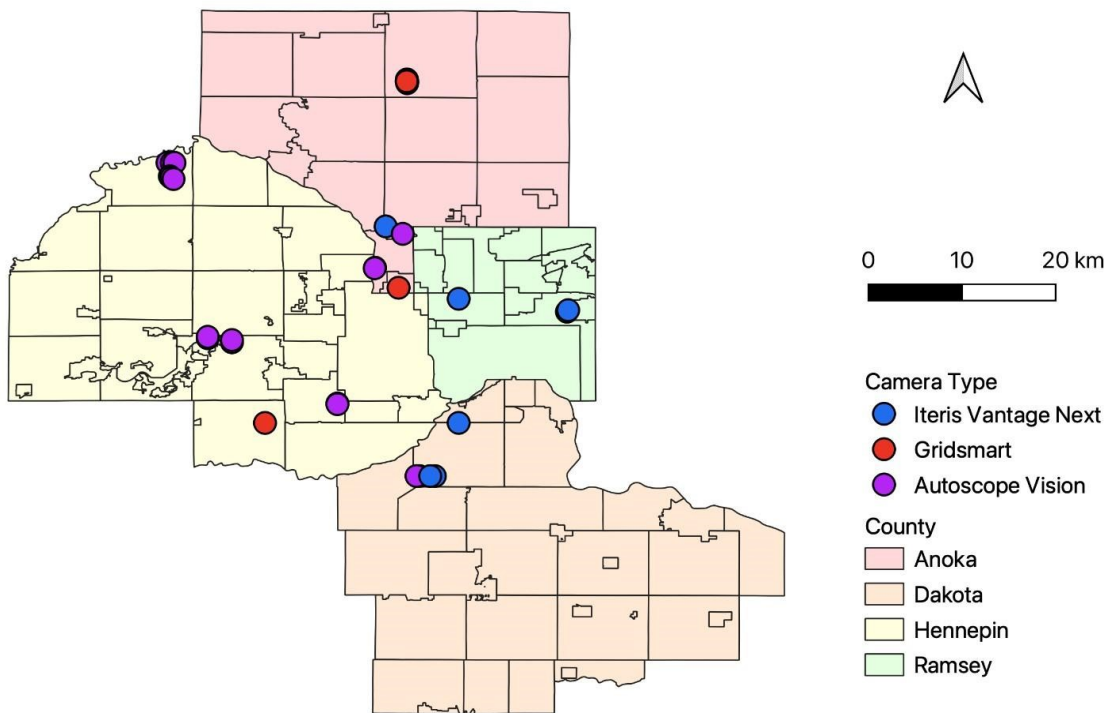 0 10 20 km
Camera Type
Iteris Vantage Next
Gridsmart
Autoscope Vision
County
Anoka
Dakota
Hennepin
Ramsey